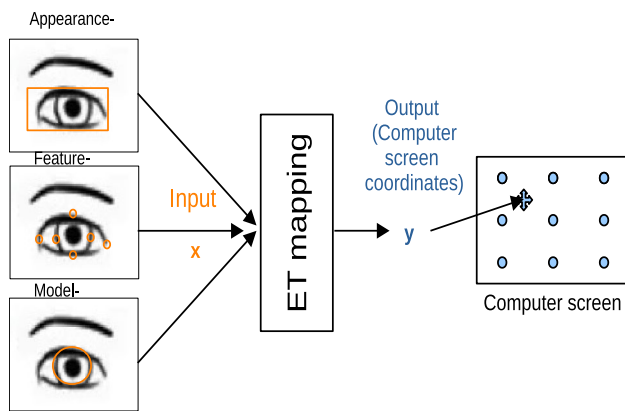 Appearance-
Feature-
Model-
Input
x
ET mapping
Output
(Computer
screen
coordinates)
y
Computer screen